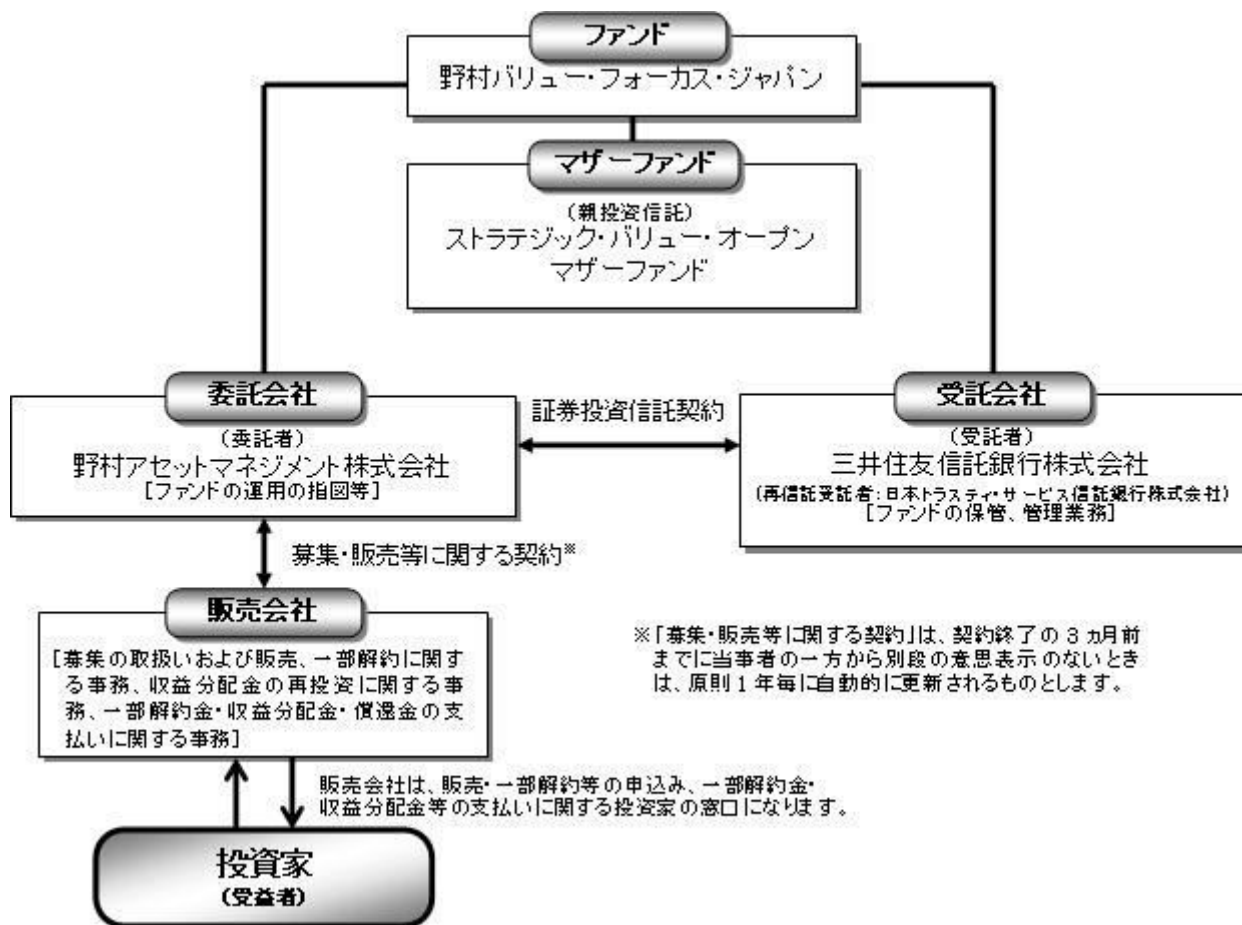 ファンド
野村バリュー・フォーカス・ジャパン
マザーファンド
(親投資信託)
ストラテジック・バリュー・オープン
マザーファンド
委託会社
(委託者)
野村アセットマネジメント株式会社
[ファンドの運用の指図等]
証券投資信託契約
受託会社
(受託者)
三井住友信託銀行株式会社
(再信託受託者:日本トラスティ・サービス信託銀行株式会社)
[ファンドの保管、管理業務]
募集・販売等に関する契約※
販売会社
[募集の取扱いおよび販売、一部解約に関す
る事務、収益分配金の再投資に関する事
務、一部解約金・収益分配金・償還金の支
払いに関する事務]
※「募集・販売等に関する契約」は、契約終了の3ヵ月前
までに当事者の一方から別段の意思表示のないとき
は、原則1年毎に自動的に更新されるものとします。
販売会社は、販売・一部解約等の申込み、一部解約金・
収益分配金等の支払いに関する投資家の窓口になります。
投資家
(受益者)